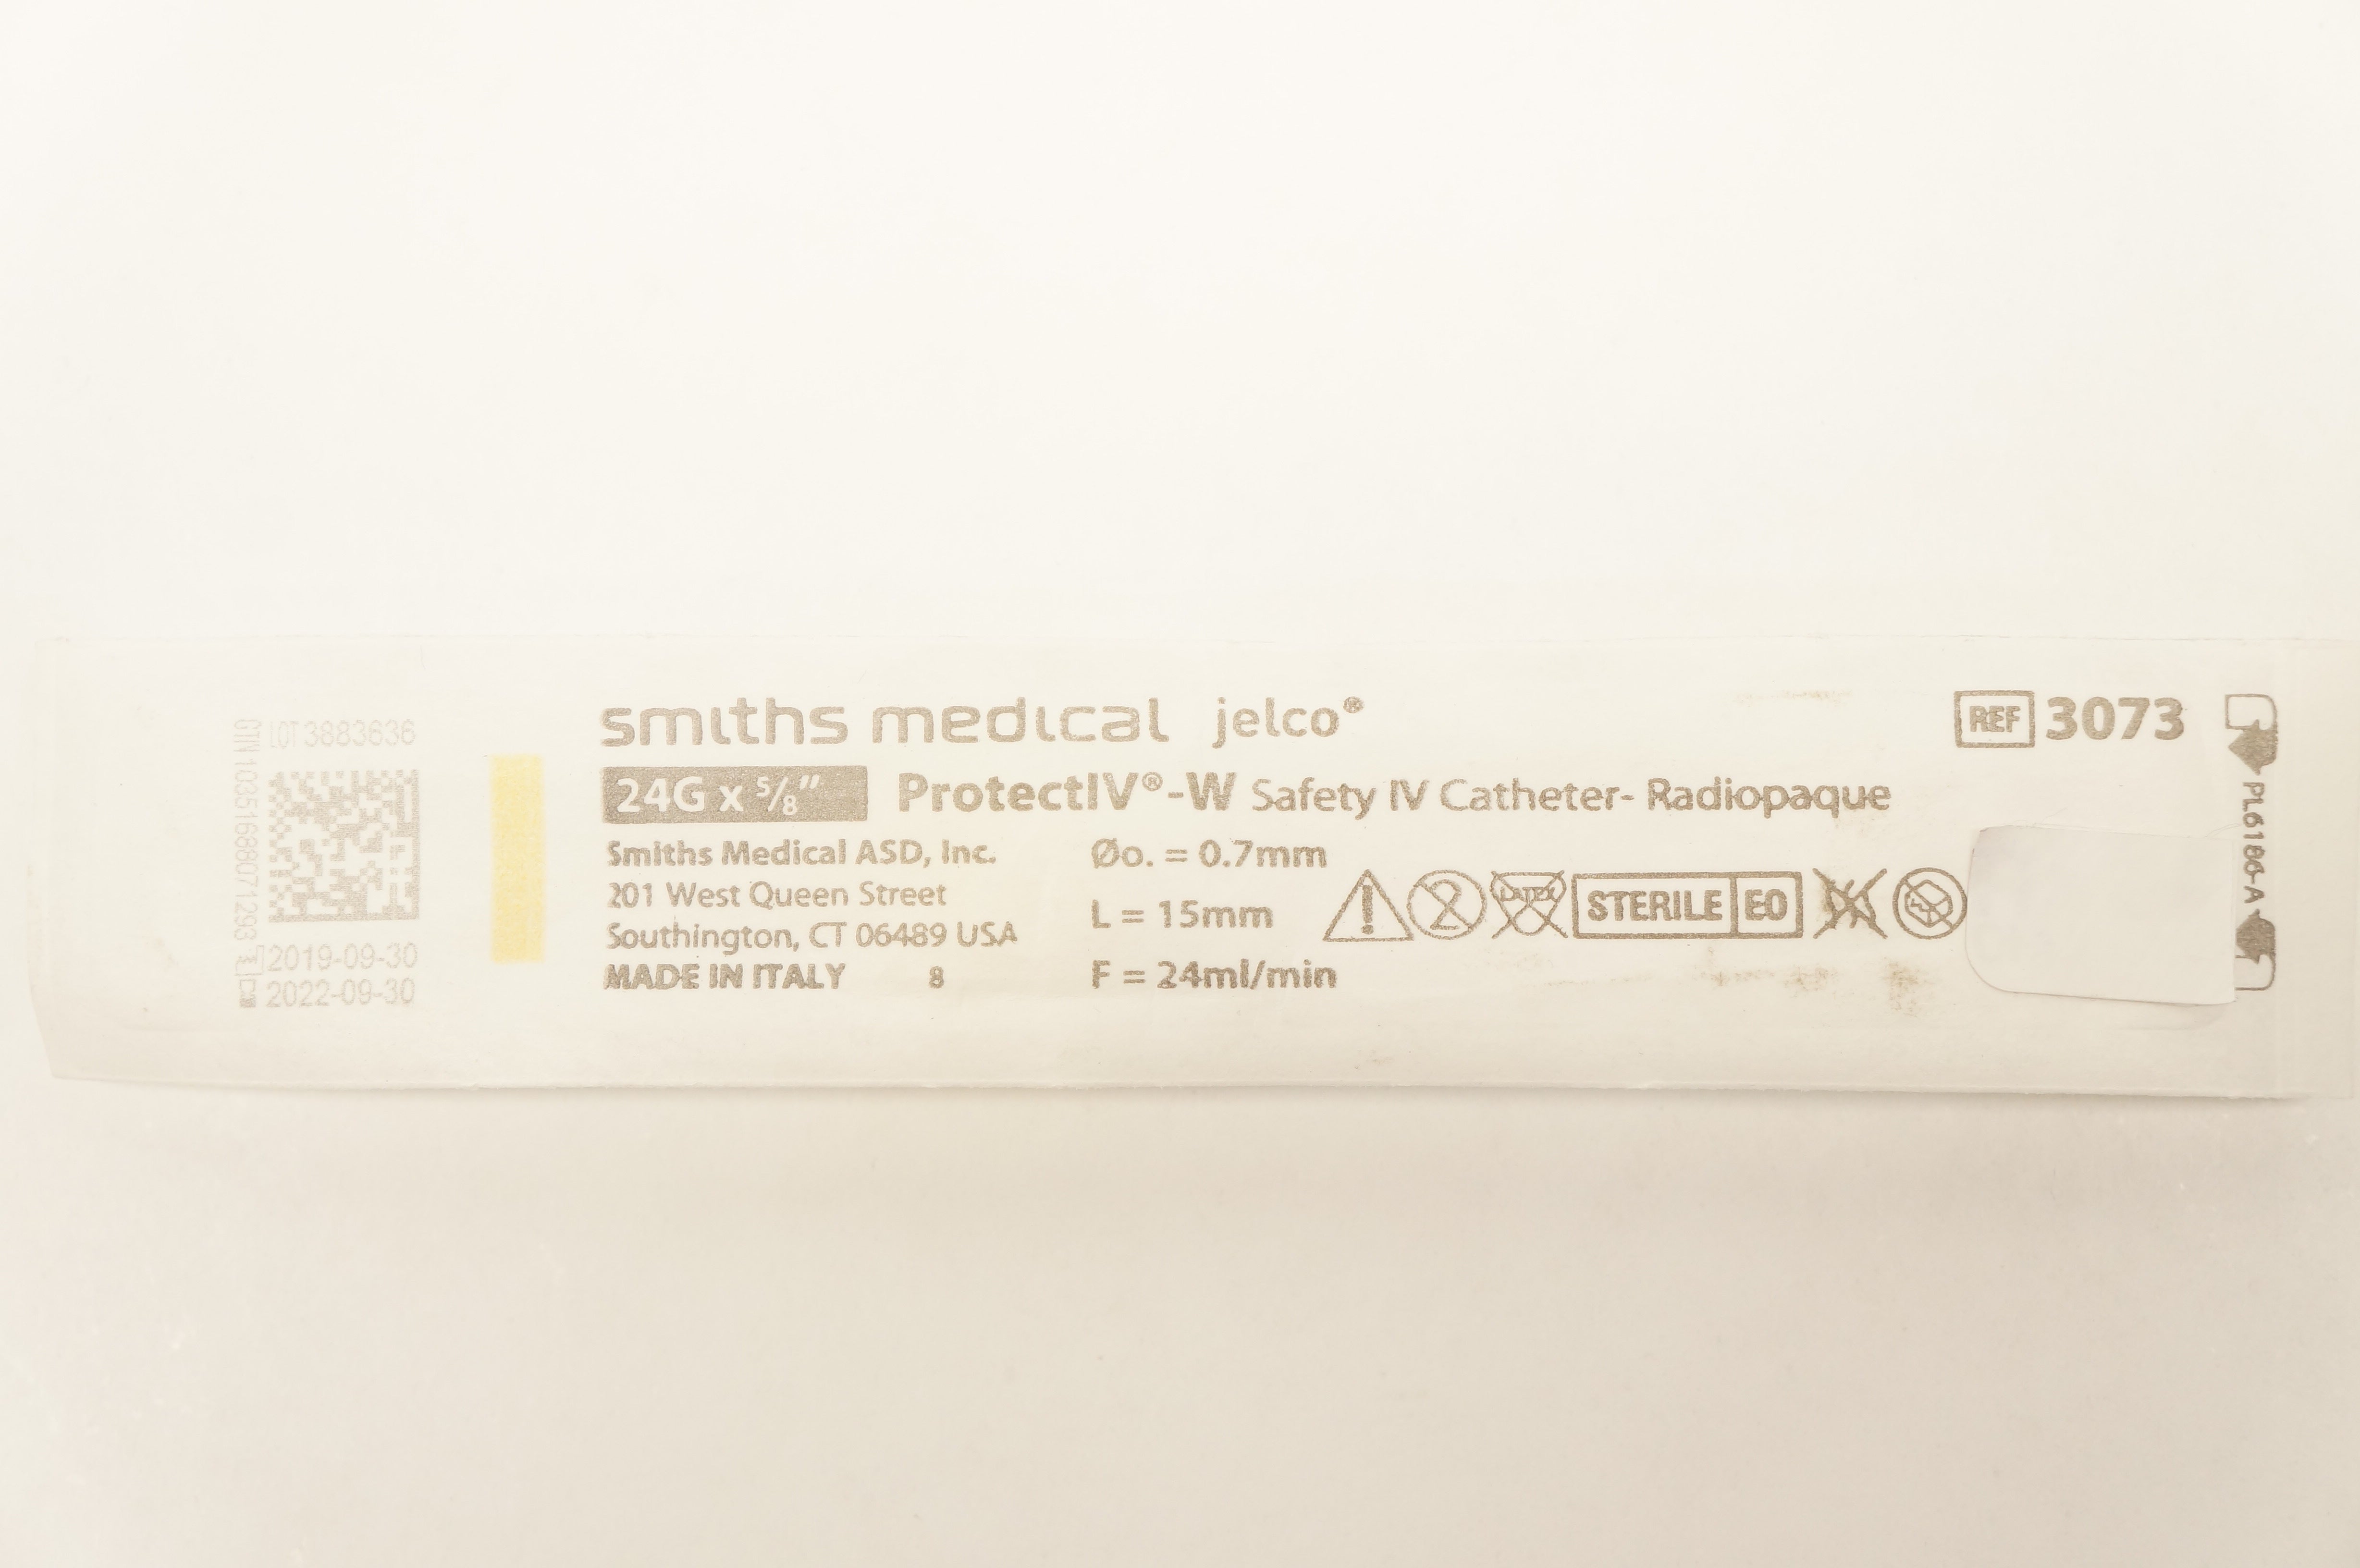 smiths medical jelco®
REF 3073
24G x 5/8" ProtectIV®-W Safety IV Catheter- Radiopaque
Smiths Medical ASD, Inc.
201 West Queen Street
Southington, CT 06489 USA
MADE IN ITALY 8
Øo. = 0.7mm
L = 15mm
F = 24ml/min
2
LATEX
STERILE EO
LOT 3883636
GTIN 10351688071293
2019-09-30
2022-09-30
PL6186-A